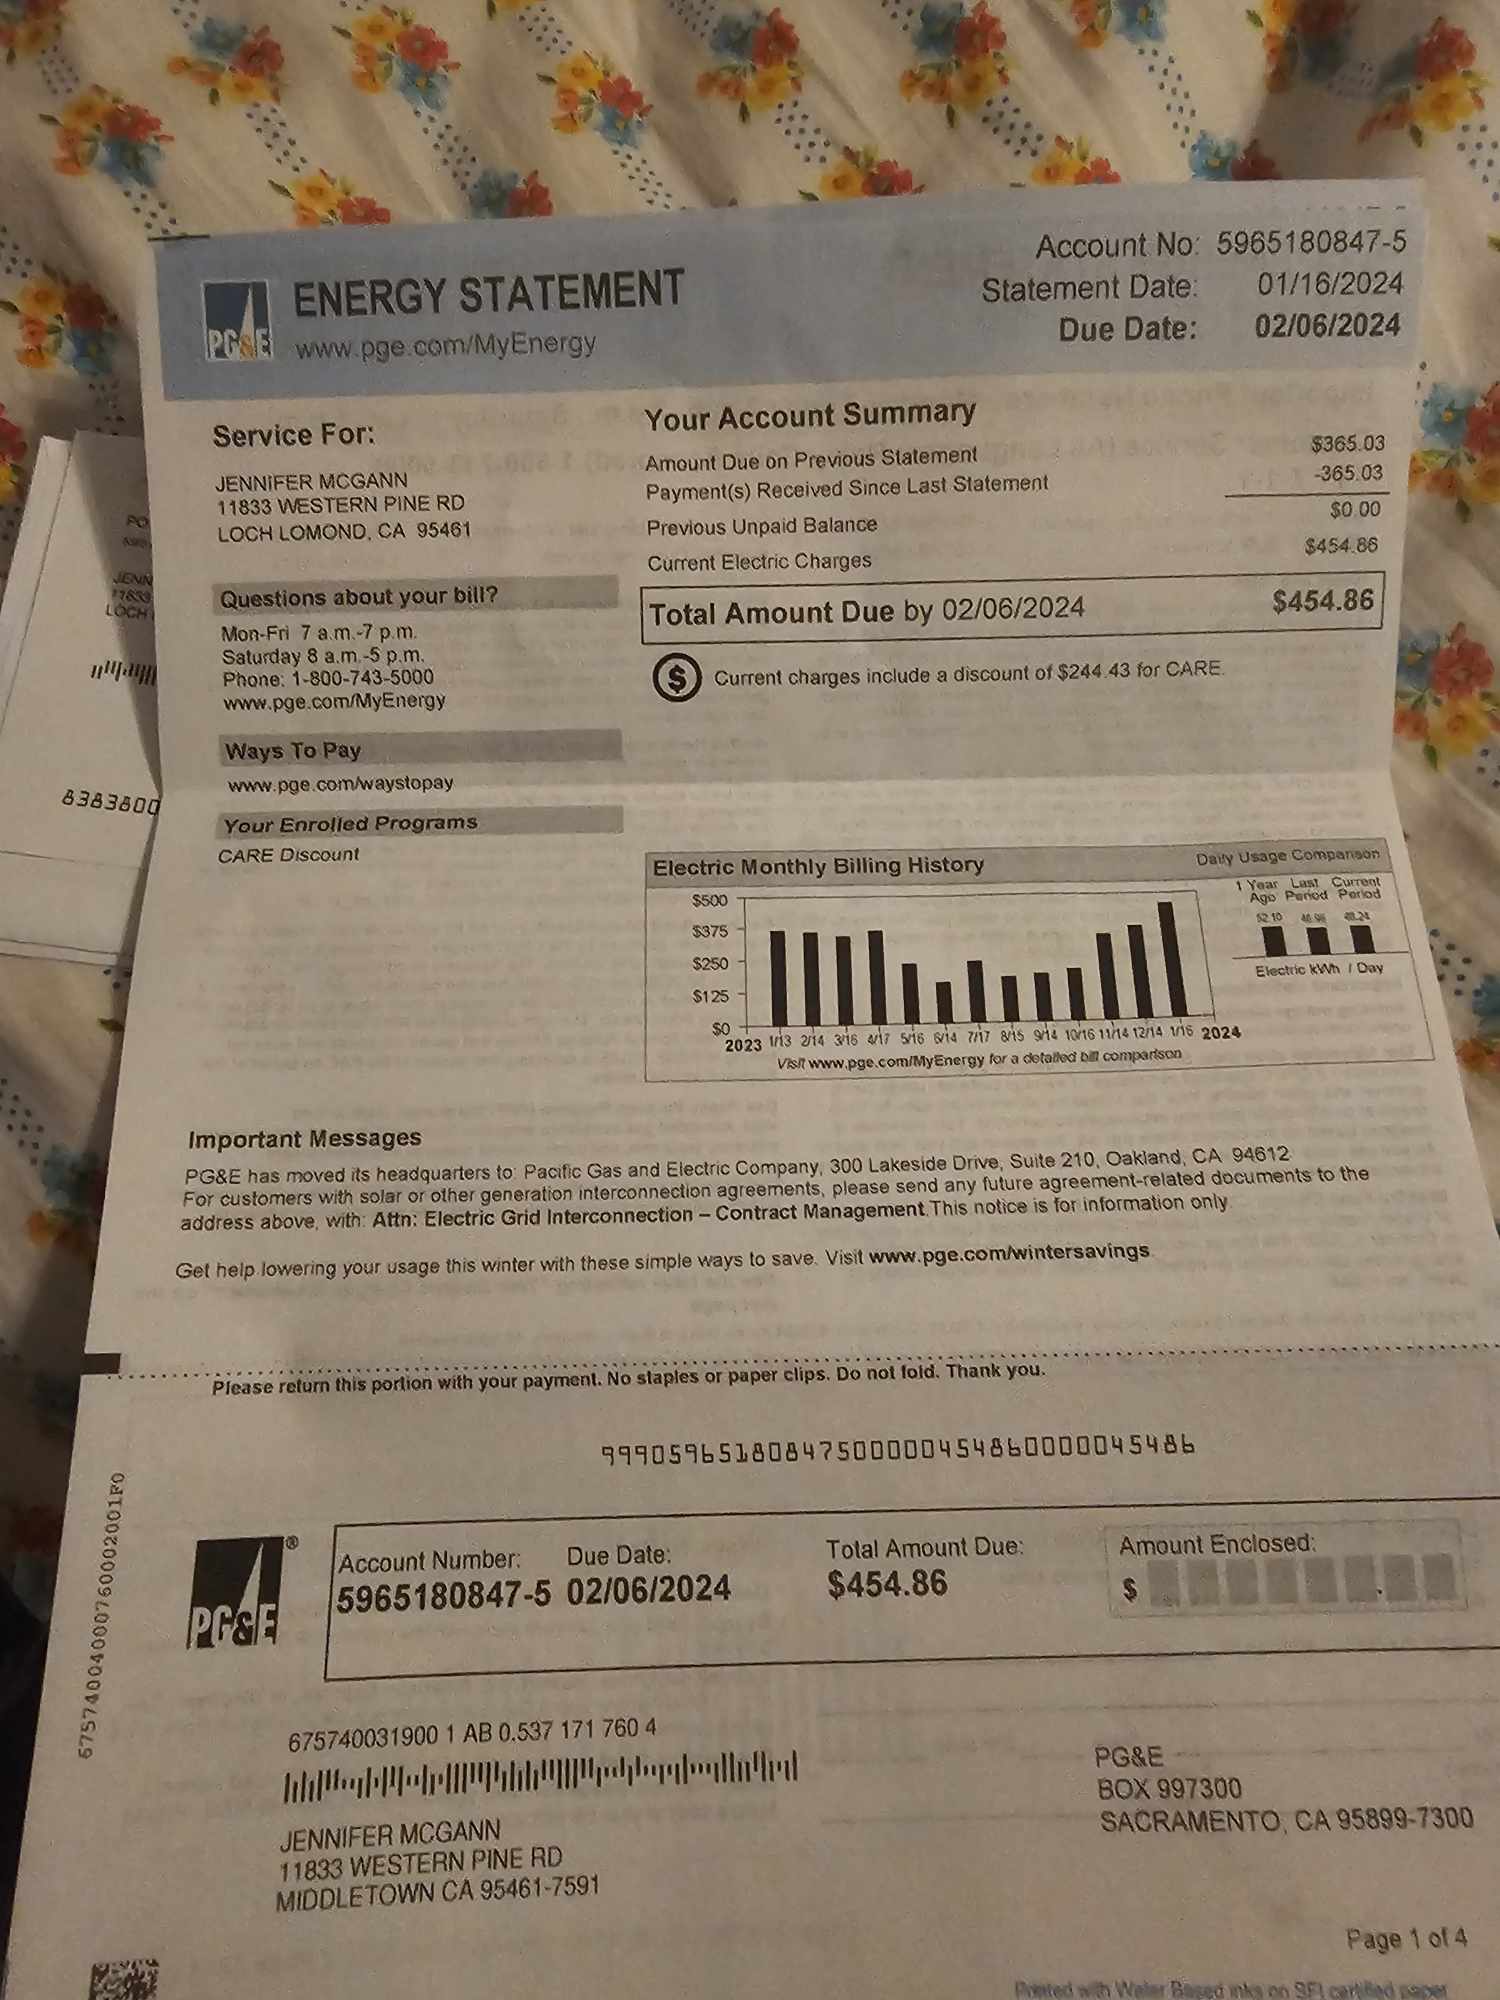 Account No: 5965180847-5
Statement Date: 01/16/2024
Due Date: 02/06/2024
PG&E
ENERGY STATEMENT
www.pge.com/MyEnergy
Service For:
JENNIFER MCGANN
11833 WESTERN PINE RD
LOCH LOMOND, CA 95461
Questions about your bill?
Mon-Fri 7 a.m.-7 p.m.
Saturday 8 a.m.-5 p.m.
Phone: 1-800-743-5000
www.pge.com/MyEnergy
Ways To Pay
www.pge.com/waystopay
Your Enrolled Programs
CARE Discount
Your Account Summary
Amount Due on Previous Statement $365.03
Payment(s) Received Since Last Statement -365.03
Previous Unpaid Balance $0.00
Current Electric Charges $454.86
Total Amount Due by 02/06/2024 $454.86
$ Current charges include a discount of $244.43 for CARE.
Electric Monthly Billing History
Daily Usage Comparison
$500
$375
$250
$125
$0
2023 1/13 2/14 3/16 4/17 5/16 6/14 7/17 8/15 9/14 10/16 11/14 12/14 1/16 2024
Visit www.pge.com/MyEnergy for a detailed bill comparison
1 Year Last Current
Ago Period Period
52.10 48.24
Electric kWh / Day
Important Messages
PG&E has moved its headquarters to: Pacific Gas and Electric Company, 300 Lakeside Drive, Suite 210, Oakland, CA 94612
For customers with solar or other generation interconnection agreements, please send any future agreement-related documents to the
address above, with: Attn: Electric Grid Interconnection – Contract Management.This notice is for information only.
Get help lowering your usage this winter with these simple ways to save. Visit www.pge.com/wintersavings.
Please return this portion with your payment. No staples or paper clips. Do not fold. Thank you.
99905965180847500000454860000045486
PG&E ®
Account Number: Due Date: Total Amount Due: Amount Enclosed:
5965180847-5 02/06/2024 $454.86 $ .
675740031900 1 AB 0.537 171 760 4
JENNIFER MCGANN
11833 WESTERN PINE RD
MIDDLETOWN CA 95461-7591
PG&E
BOX 997300
SACRAMENTO, CA 95899-7300
Page 1 of 4
Printed with Water Based inks on SFI certified paper
PO
JENN
11833
LOCH
8383800